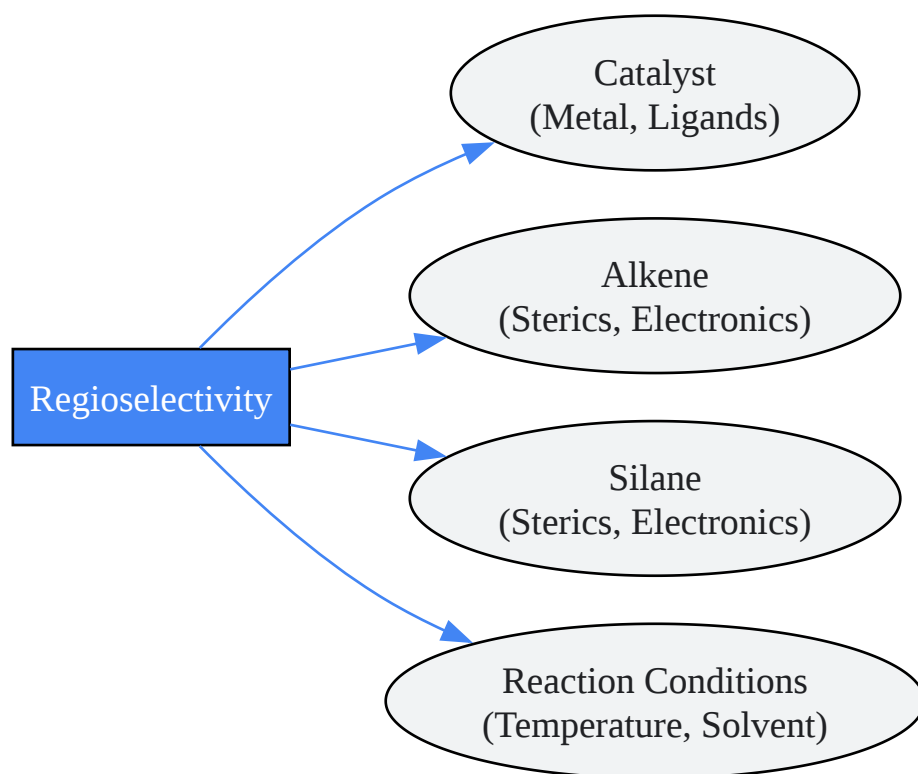 Catalyst
(Metal, Ligands)
Alkene
(Sterics, Electronics)
Regioselectivity
Silane
(Sterics, Electronics)
Reaction Conditions
(Temperature, Solvent)